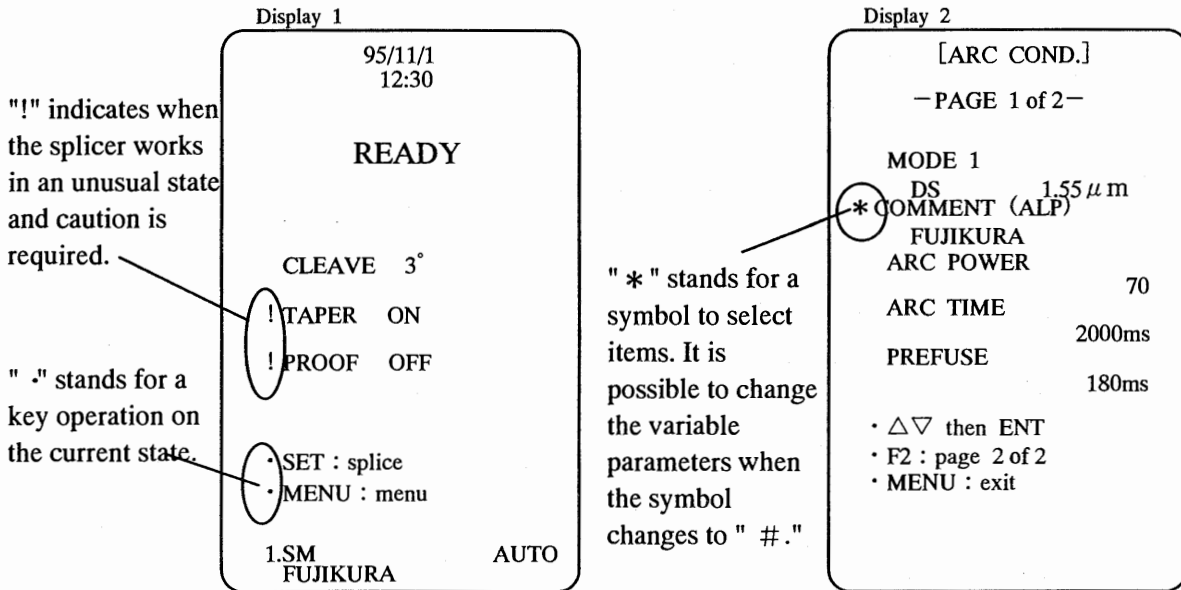 Display 1
95/11/1
12:30
READY
CLEAVE 3°
! TAPER ON
! PROOF OFF
· SET : splice
· MENU : menu
1.SM AUTO
FUJIKURA
"!" indicates when
the splicer works
in an unusual state
and caution is
required.
" ·" stands for a
key operation on
the current state.
Display 2
[ARC COND.]
－PAGE 1 of 2－
MODE 1
DS 1.55 μm
＊COMMENT (ALP)
FUJIKURA
ARC POWER
70
ARC TIME
2000ms
PREFUSE
180ms
· △▽ then ENT
· F2 : page 2 of 2
· MENU : exit
" ＊ " stands for a
symbol to select
items. It is
possible to change
the variable
parameters when
the symbol
changes to " ＃."